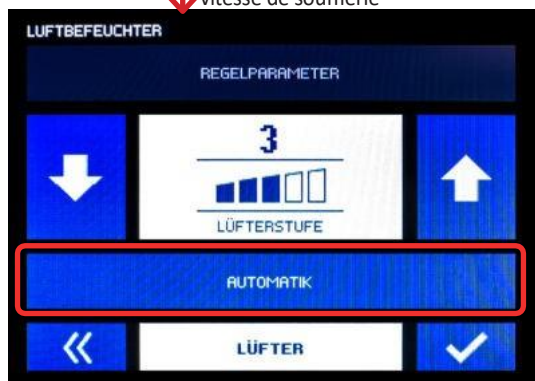 vitesse de soufflerie
LUFTBEFEUCHTER
REGELPARAMETER
3
LÜFTERSTUFE
AUTOMATIK
LÜFTER